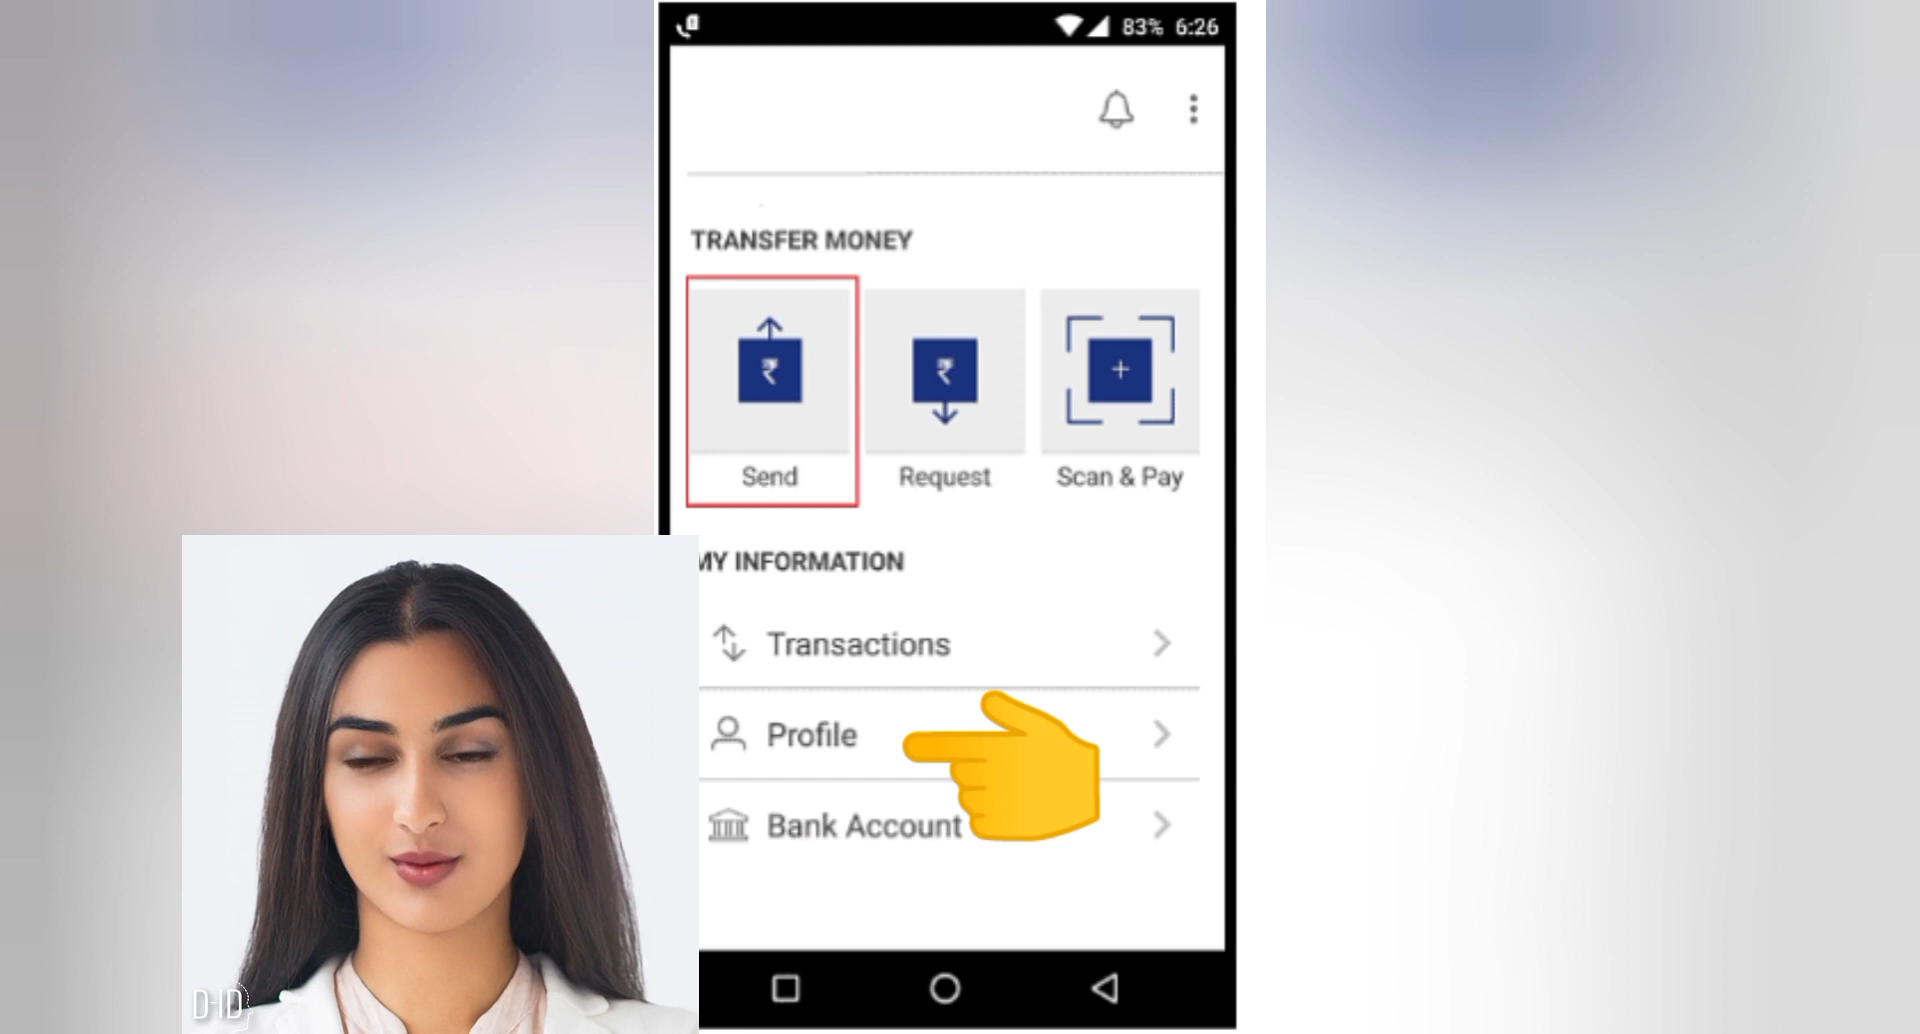 83% 6:26
TRANSFER MONEY
₹ ₹ +
Send Request Scan & Pay
MY INFORMATION
Transactions
Profile
Bank Account
D-ID